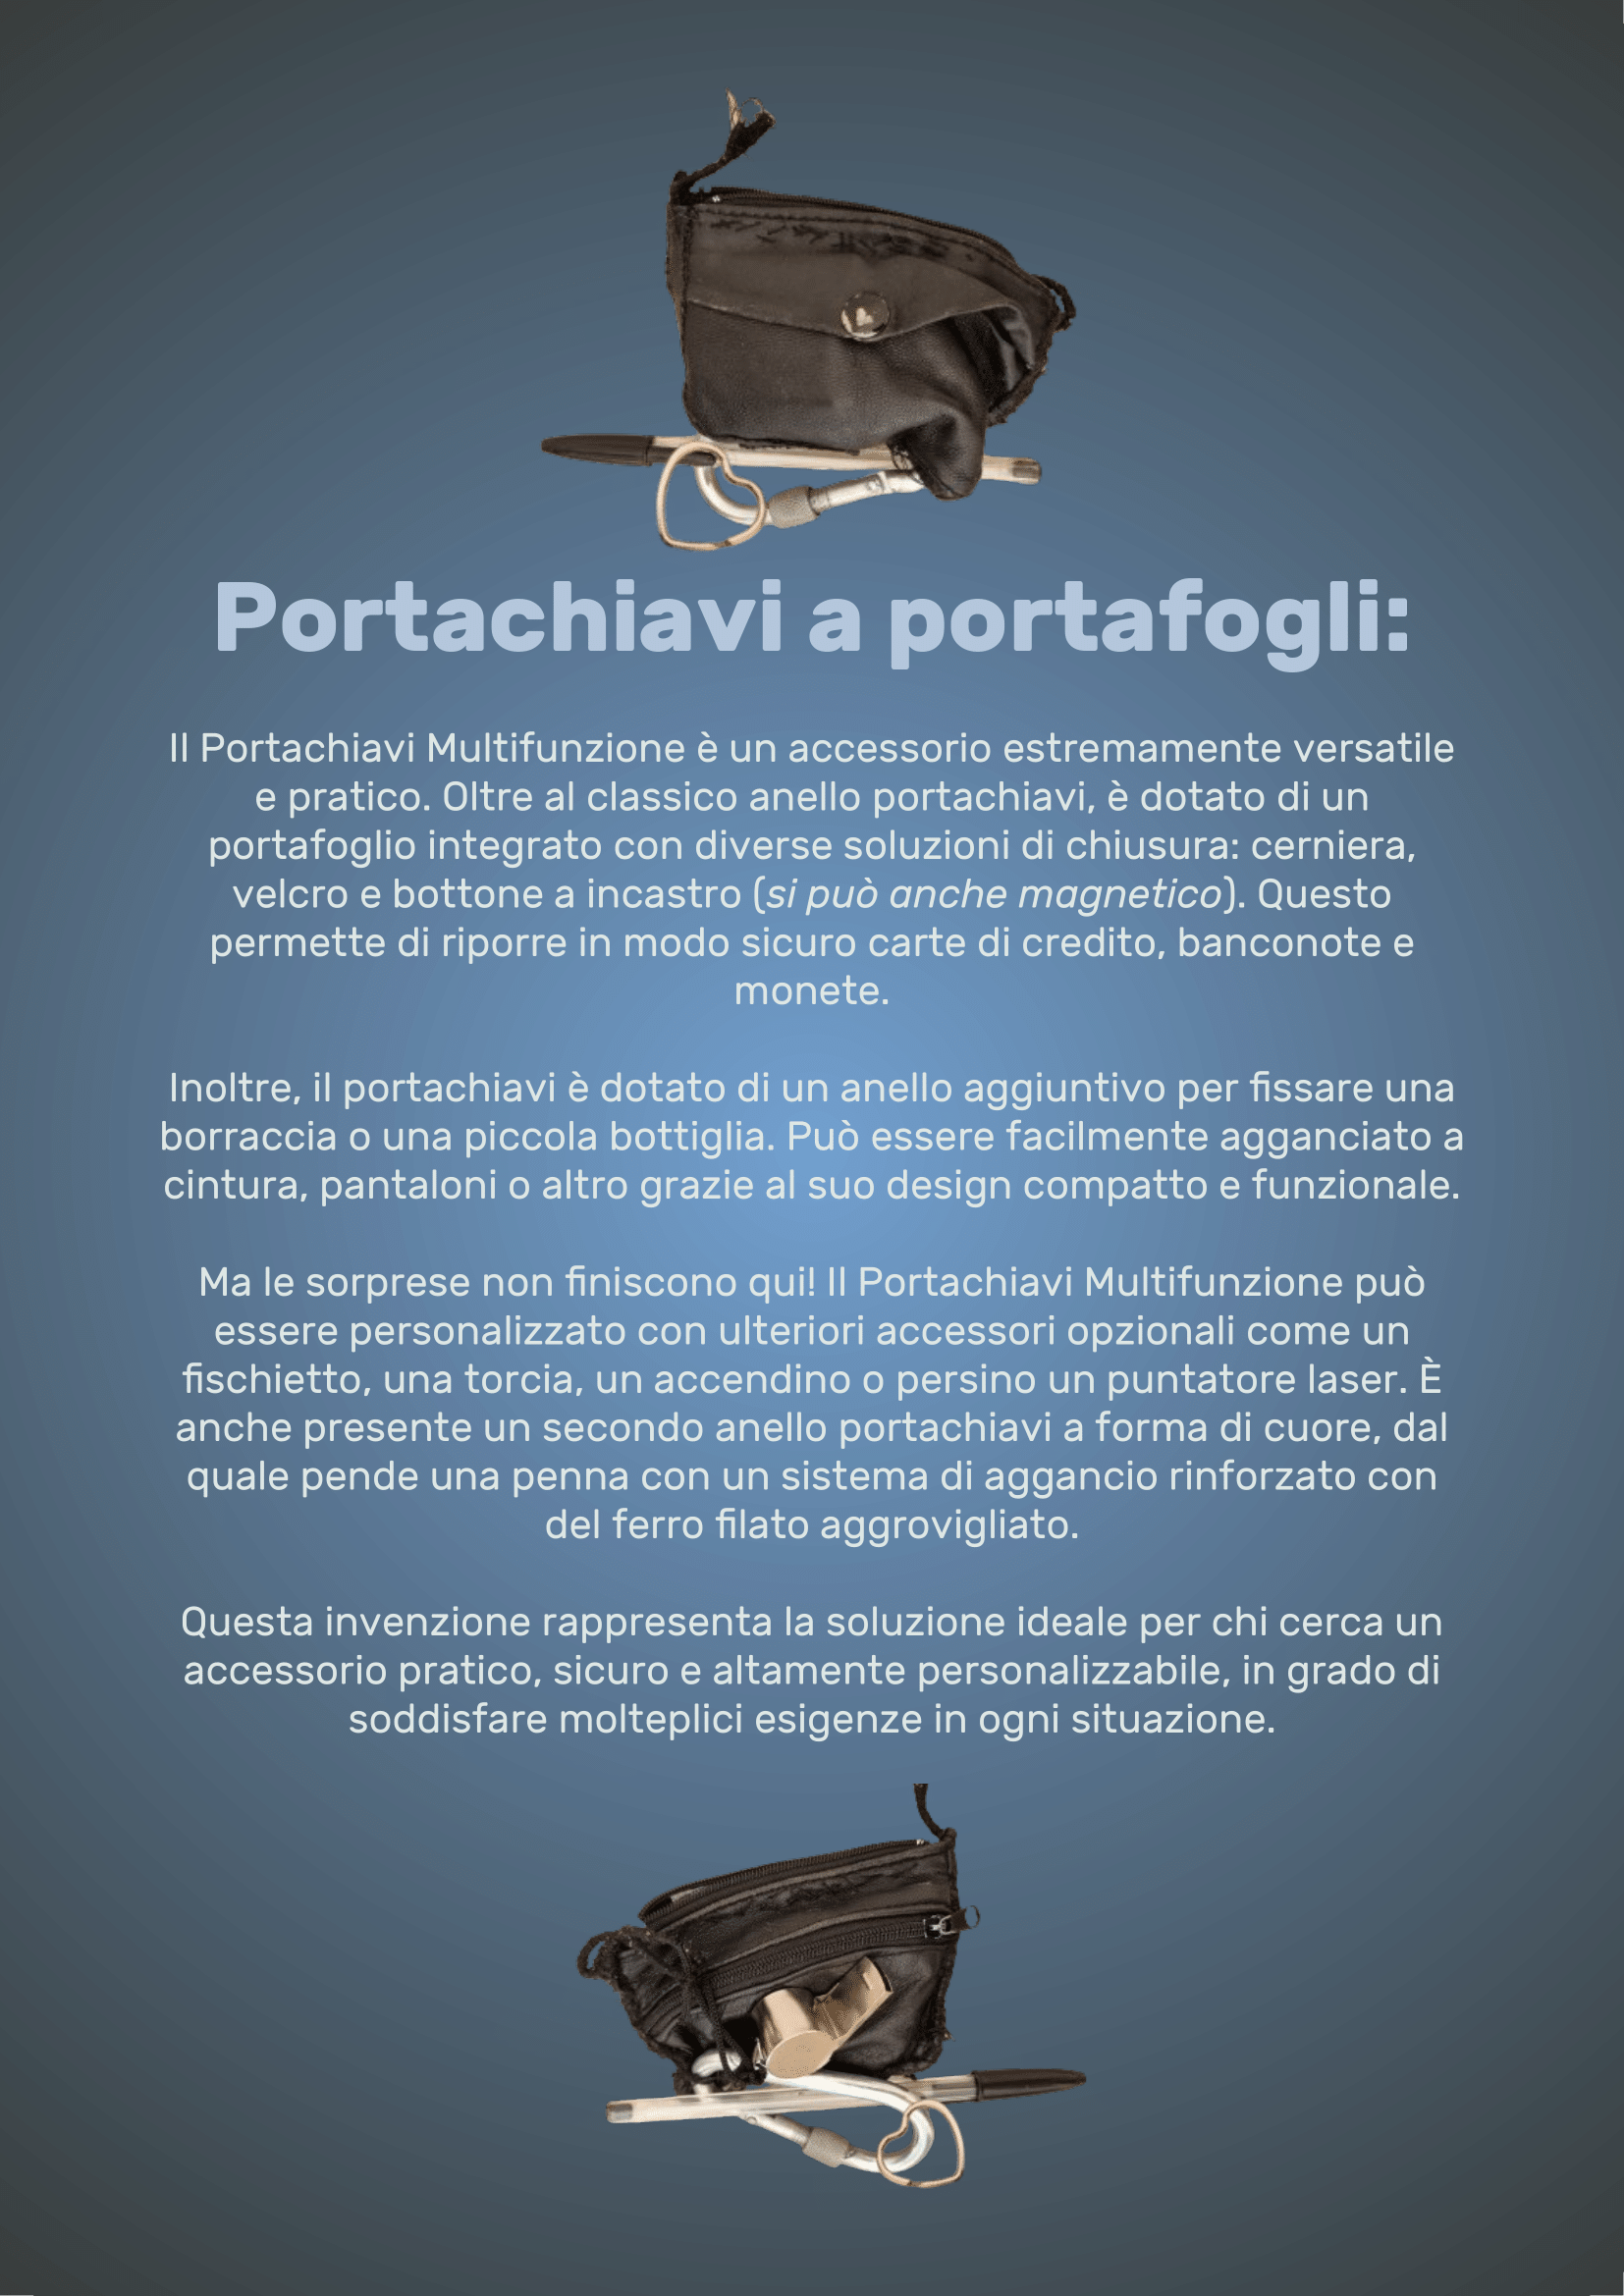 Portachiavi a portafogli:
Il Portachiavi Multifunzione è un accessorio estremamente versatile
e pratico. Oltre al classico anello portachiavi, è dotato di un
portafoglio integrato con diverse soluzioni di chiusura: cerniera,
velcro e bottone a incastro (si può anche magnetico). Questo
permette di riporre in modo sicuro carte di credito, banconote e
monete.
Inoltre, il portachiavi è dotato di un anello aggiuntivo per fissare una
borraccia o una piccola bottiglia. Può essere facilmente agganciato a
cintura, pantaloni o altro grazie al suo design compatto e funzionale.
Ma le sorprese non finiscono qui! Il Portachiavi Multifunzione può
essere personalizzato con ulteriori accessori opzionali come un
fischietto, una torcia, un accendino o persino un puntatore laser. È
anche presente un secondo anello portachiavi a forma di cuore, dal
quale pende una penna con un sistema di aggancio rinforzato con
del ferro filato aggrovigliato.
Questa invenzione rappresenta la soluzione ideale per chi cerca un
accessorio pratico, sicuro e altamente personalizzabile, in grado di
soddisfare molteplici esigenze in ogni situazione.